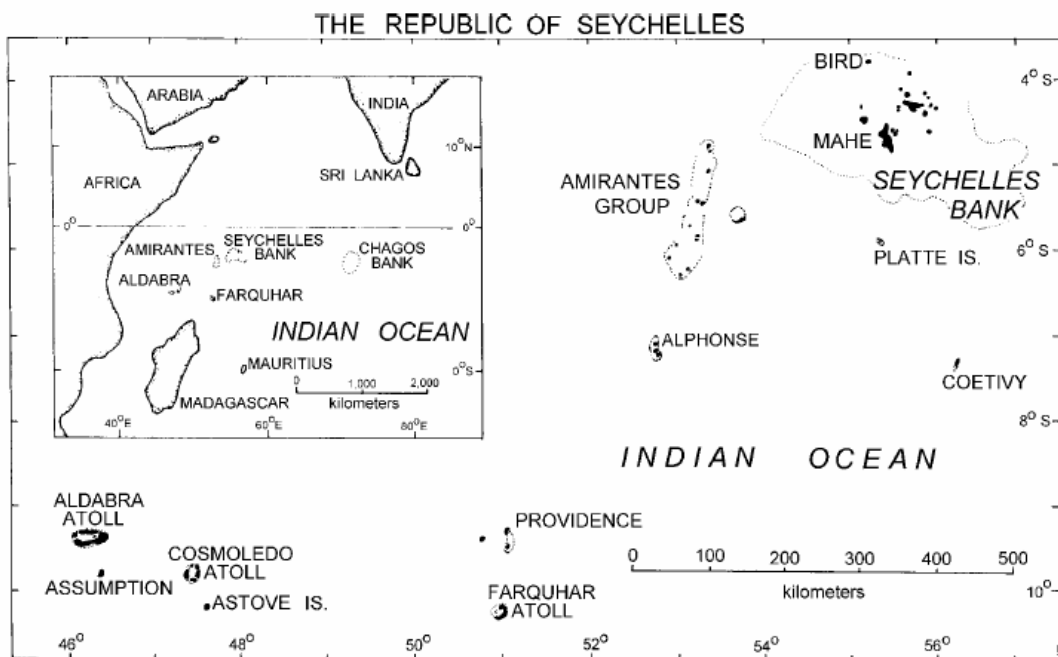 THE REPUBLIC OF SEYCHELLES
ARABIA
INDIA
10°N
SRI LANKA
AFRICA
0°
0°
AMIRANTES
SEYCHELLES
BANK
CHAGOS
BANK
ALDABRA
FARQUHAR
INDIAN OCEAN
MAURITIUS
0°S
0 1,000 2,000
kilometers
MADAGASCAR
40°E
60°E
80°E
BIRD
4°S
MAHE
SEYCHELLES
BANK
AMIRANTES
GROUP
PLATTE IS.
6°S
ALPHONSE
COETIVY
8°S
INDIAN OCEAN
ALDABRA
ATOLL
PROVIDENCE
COSMOLEDO
ATOLL
ASSUMPTION
ASTOVE IS.
FARQUHAR
ATOLL
0 100 200 300 400 500
kilometers
10°
46° 48° 50° 52° 54° 56°